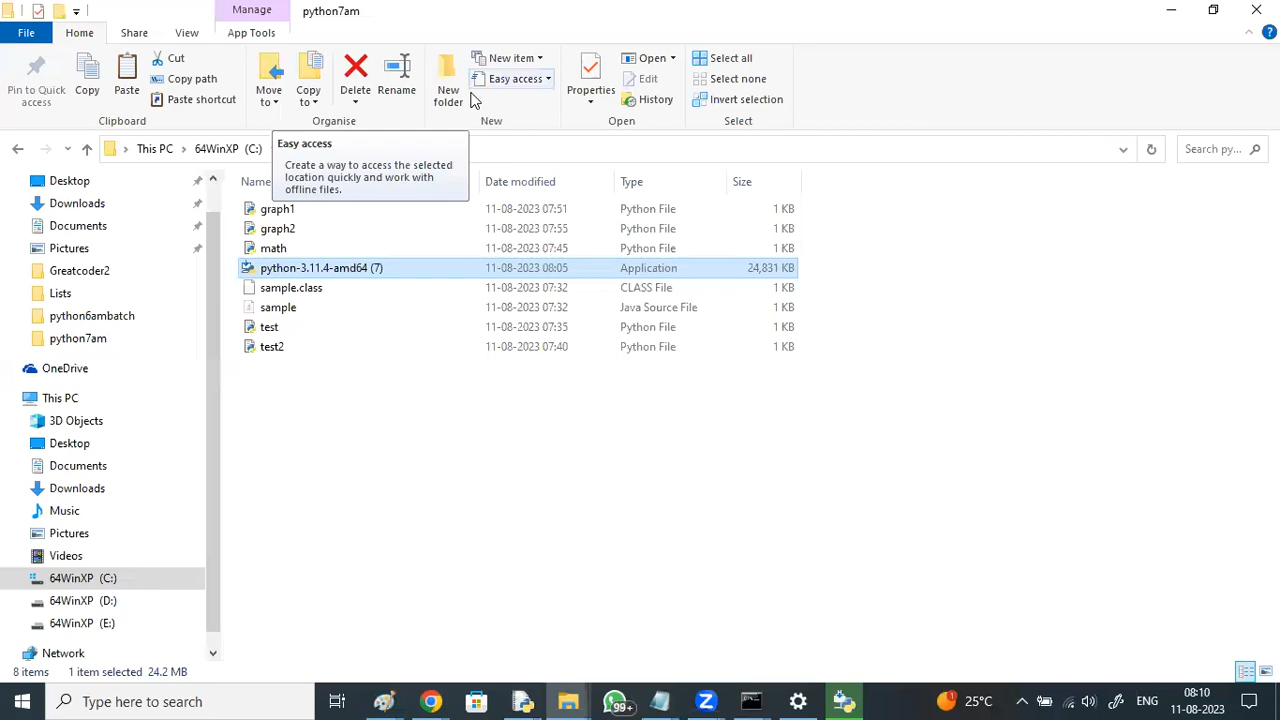 Manage
python7am
File
Home
Share
View
App Tools
Pin to Quick
access
Copy
Paste
Cut
Copy path
Paste shortcut
Clipboard
Move
to
Copy
to
Delete
Rename
Organise
New
folder
New item
Easy access
New
Properties
Open
Edit
History
Open
Select all
Select none
Invert selection
Select
This PC
64WinXP (C:)
Search py...
Easy access
Create a way to access the selected
location quickly and work with
offline files.
Name
Date modified
Type
Size
graph1 11-08-2023 07:51 Python File 1 KB
graph2 11-08-2023 07:55 Python File 1 KB
math 11-08-2023 07:45 Python File 1 KB
python-3.11.4-amd64 (7) 11-08-2023 08:05 Application 24,831 KB
sample.class 11-08-2023 07:32 CLASS File 1 KB
sample 11-08-2023 07:32 Java Source File 1 KB
test 11-08-2023 07:35 Python File 1 KB
test2 11-08-2023 07:40 Python File 1 KB
Desktop
Downloads
Documents
Pictures
Greatcoder2
Lists
python6ambatch
python7am
OneDrive
This PC
3D Objects
Desktop
Documents
Downloads
Music
Pictures
Videos
64WinXP (C:)
64WinXP (D:)
64WinXP (E:)
Network
8 items 1 item selected 24.2 MB
Type here to search
99+
1
25°C
ENG
08:10
11-08-2023